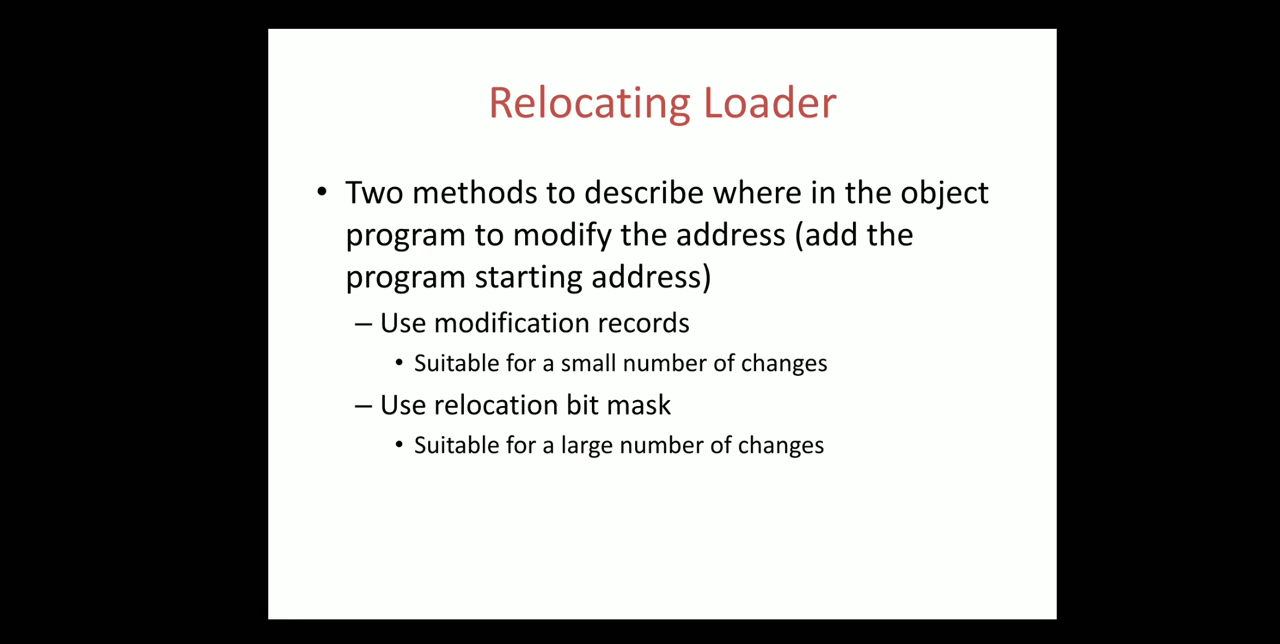 Relocating Loader
• Two methods to describe where in the object
program to modify the address (add the
program starting address)
– Use modification records
• Suitable for a small number of changes
– Use relocation bit mask
• Suitable for a large number of changes